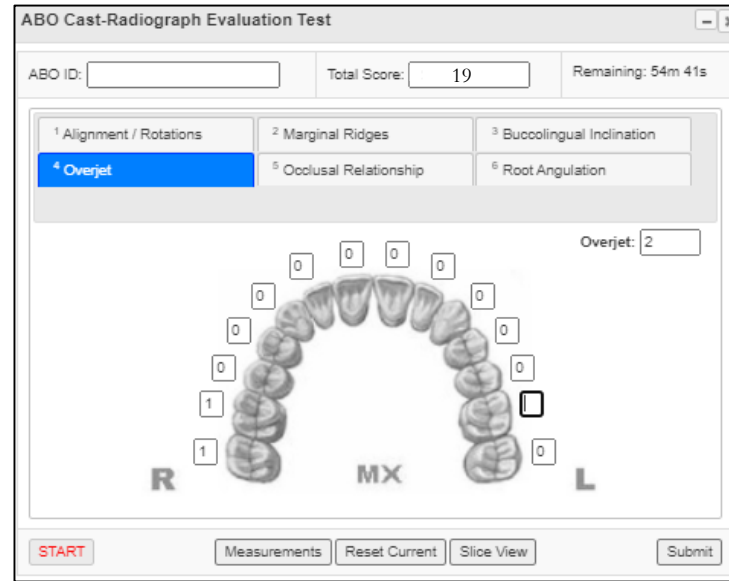 ABO Cast-Radiograph Evaluation Test
ABO ID:
Total Score: 19
Remaining: 54m 41s
1 Alignment / Rotations
2 Marginal Ridges
3 Buccolingual Inclination
4 Overjet
5 Occlusal Relationship
6 Root Angulation
Overjet: 2
0 0
0 0
0 0
0 0
0 0
1
1 0
R MX L
START
Measurements
Reset Current
Slice View
Submit